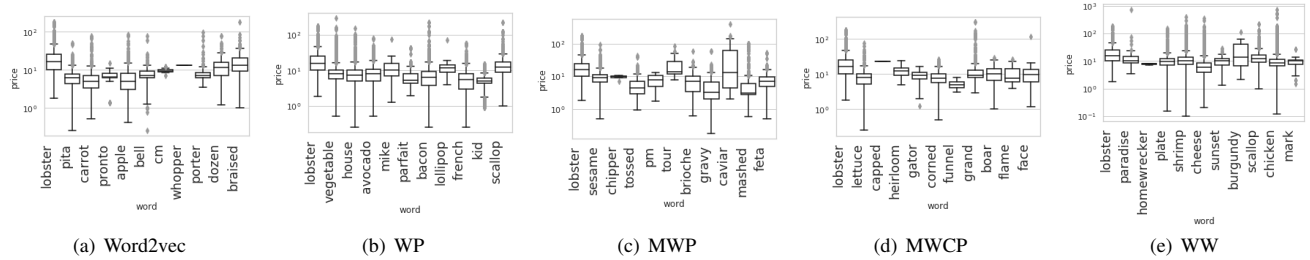 10²
10¹
10⁰
price
lobster
pita
carrot
pronto
apple
bell
cm
whopper
porter
dozen
braised
word
(a) Word2vec
10²
10¹
10⁰
price
lobster
vegetable
house
avocado
mike
parfait
bacon
lollipop
french
kid
scallop
word
(b) WP
10²
10¹
10⁰
price
lobster
sesame
chipper
tossed
pm
tour
brioche
gravy
caviar
mashed
feta
word
(c) MWP
10²
10¹
10⁰
price
lobster
lettuce
capped
heirloom
gator
corned
funnel
grand
boar
flame
face
word
(d) MWCP
10³
10²
10¹
10⁰
10⁻¹
price
lobster
paradise
homewrecker
plate
shrimp
cheese
sunset
burgundy
scallop
chicken
mark
word
(e) WW